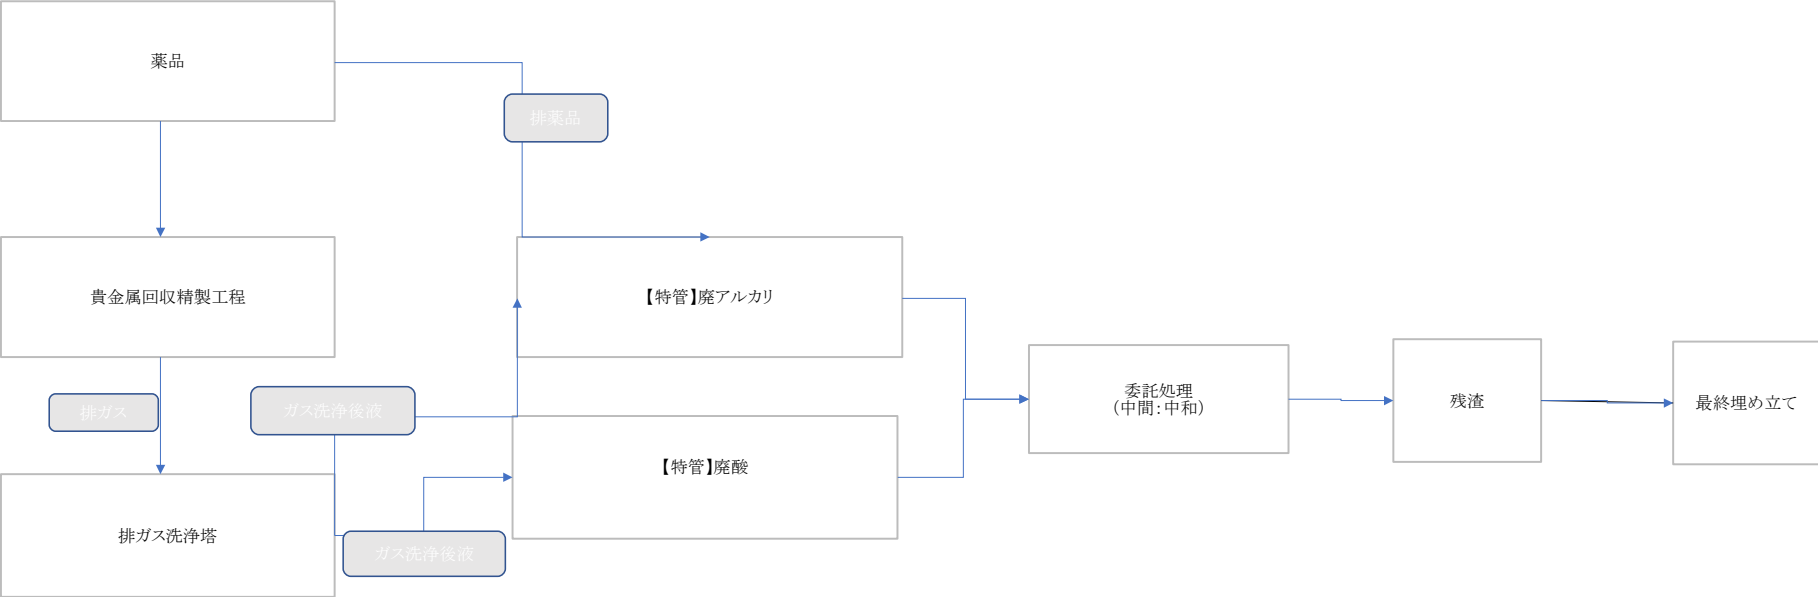 薬品
排薬品
貴金属回収精製工程
【特管】廃アルカリ
排ガス
ガス洗浄後液
委託処理
（中間：中和）
残渣
最終埋め立て
【特管】廃酸
排ガス洗浄塔
ガス洗浄後液